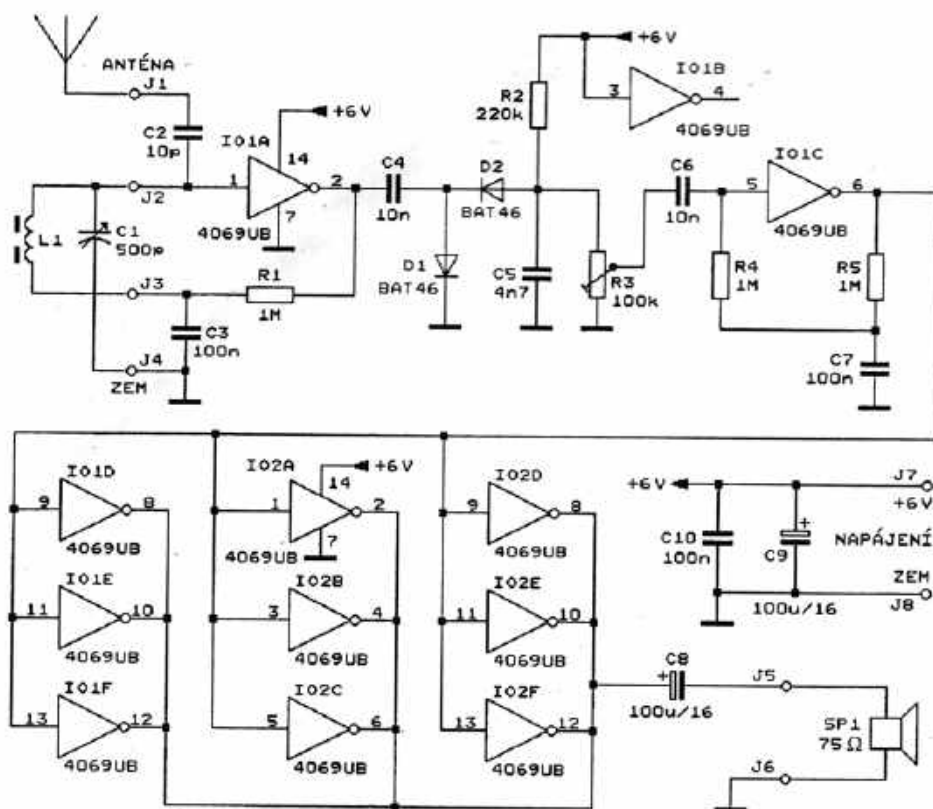 ANTÉNA
J1
C2
10p
IO1A
+6V
14
1
2
7
4069UB
J2
L1
C1
500p
J3
R1
1M
C3
100n
J4
ZEM
C4
10n
D2
BAT46
D1
BAT46
R2
220k
+6V
IO1B
3
4
4069UB
C5
4n7
R3
100k
C6
10n
IO1C
5
6
4069UB
R4
1M
R5
1M
C7
100n
IO1D
9
8
4069UB
IO1E
11
10
4069UB
IO1F
13
12
4069UB
IO2A
+6V
14
1
2
7
4069UB
IO2B
3
4
4069UB
IO2C
5
6
4069UB
IO2D
9
8
4069UB
IO2E
11
10
4069UB
IO2F
13
12
4069UB
+6V
J7
+6V
C10
100n
+
C9
100u/16
NAPÁJENÍ
ZEM
J8
C8
+
100u/16
J5
SP1
75Ω
J6